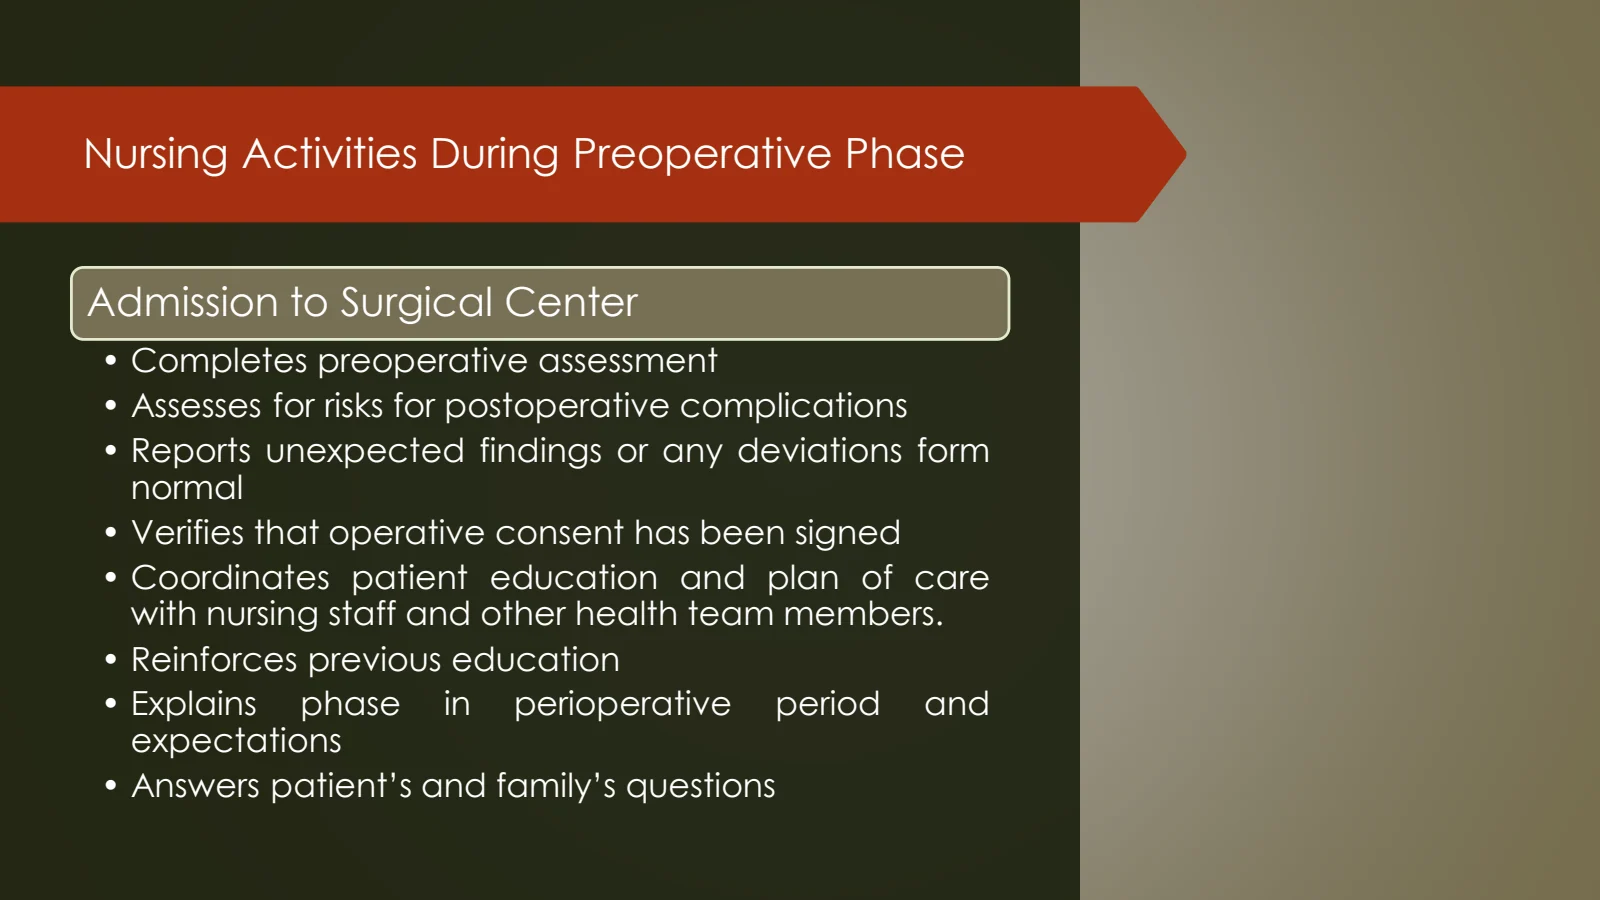 Nursing Activities During Preoperative Phase
Admission to Surgical Center
• Completes preoperative assessment
• Assesses for risks for postoperative complications
• Reports unexpected findings or any deviations form
normal
• Verifies that operative consent has been signed
• Coordinates patient education and plan of care
with nursing staff and other health team members.
• Reinforces previous education
• Explains phase in perioperative period and
expectations
• Answers patient’s and family’s questions